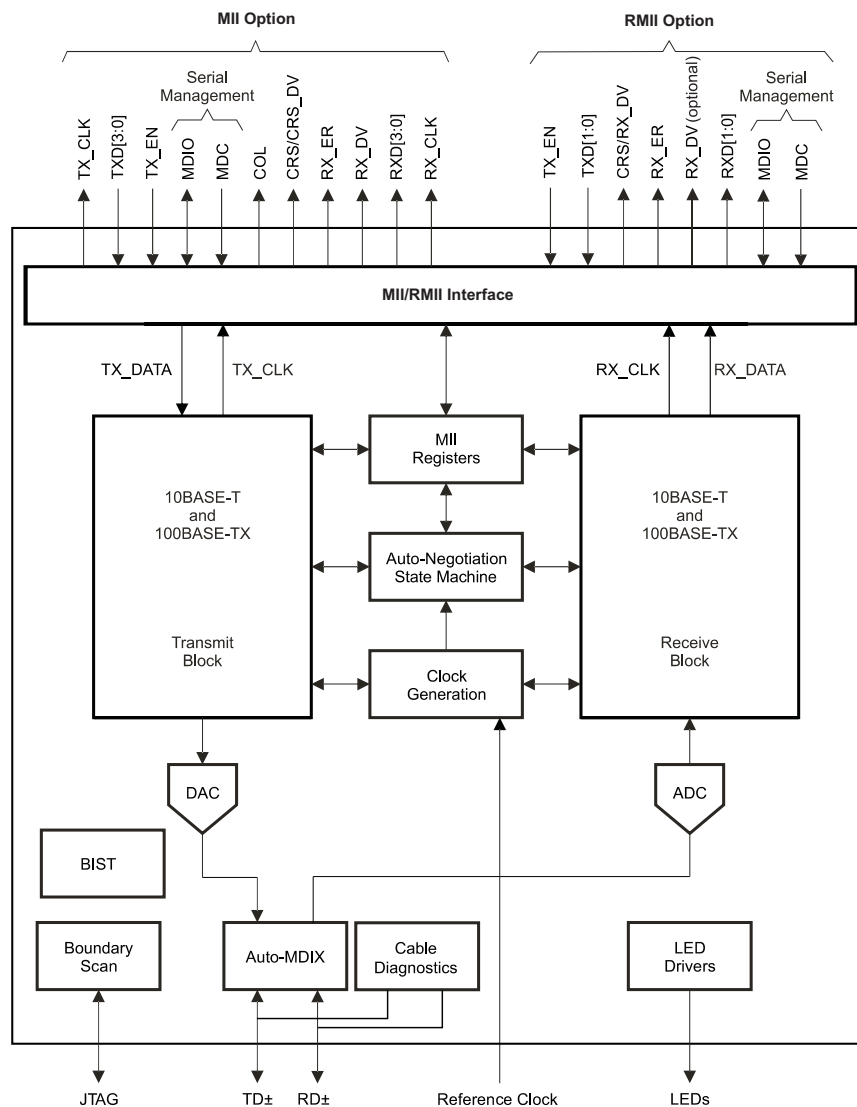 MII Option
RMII Option
Serial
Management
Serial
Management
TX_CLK
TXD[3:0]
TX_EN
MDIO
MDC
COL
CRS/CRS_DV
RX_ER
RX_DV
RXD[3:0]
RX_CLK
TX_EN
TXD[1:0]
CRS/RX_DV
RX_ER
RX_DV (optional)
RXD[1:0]
MDIO
MDC
MII/RMII Interface
TX_DATA
TX_CLK
RX_CLK
RX_DATA
10BASE-T
and
100BASE-TX
Transmit
Block
MII
Registers
Auto-Negotiation
State Machine
Clock
Generation
10BASE-T
and
100BASE-TX
Receive
Block
DAC
ADC
BIST
Boundary
Scan
Auto-MDIX
Cable
Diagnostics
LED
Drivers
JTAG
TD±
RD±
Reference Clock
LEDs